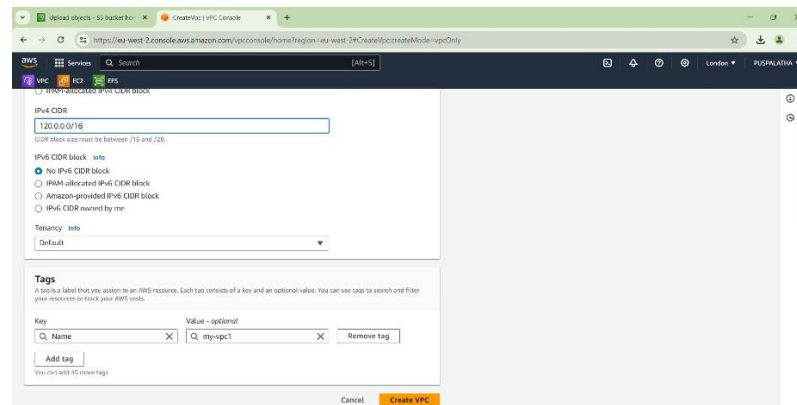 Upload objects - S3 bucket ho
CreateVpc | VPC Console
https://eu-west-2.console.aws.amazon.com/vpcconsole/home?region=eu-west-2#CreateVpc:createMode=vpcOnly
aws Services Search [Alt+S] London PUSPALATHA
VPC EC2 EFS
IPAM-allocated IPv4 CIDR block
IPv4 CIDR
120.0.0.0/16
CIDR block size must be between /16 and /28.
IPv6 CIDR block Info
No IPv6 CIDR block
IPAM-allocated IPv6 CIDR block
Amazon-provided IPv6 CIDR block
IPv6 CIDR owned by me
Tenancy Info
Default
Tags
A tag is a label that you assign to an AWS resource. Each tag consists of a key and an optional value. You can use tags to search and filter
your resources or track your AWS costs.
Key Value - optional
Name my-vpc1 Remove tag
Add tag
You can add 49 more tags
Cancel Create VPC